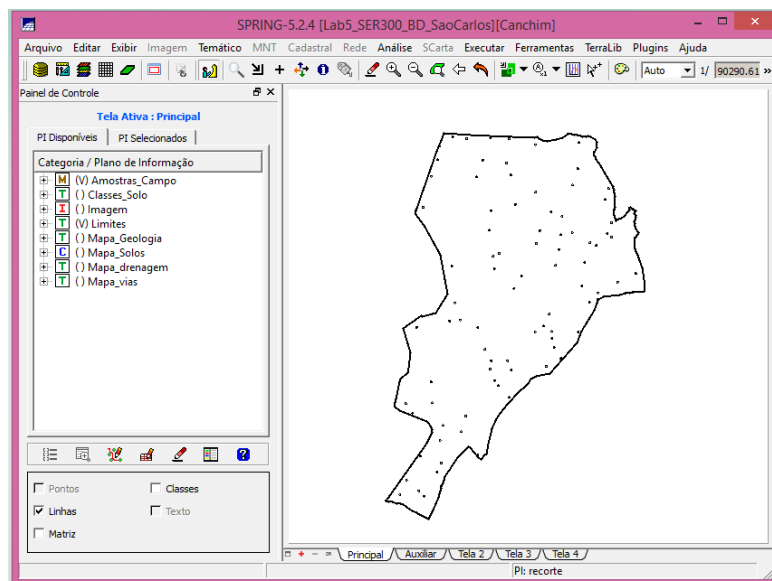 SPRING-5.2.4 [Lab5_SER300_BD_SaoCarlos][Canchim]
Arquivo Editar Exibir Imagem Temático MNT Cadastral Rede Análise SCarta Executar Ferramentas TerraLib Plugins Ajuda
Auto 1/ 90290.61 »
Painel de Controle
Tela Ativa : Principal
PI Disponíveis PI Selecionados
Categoria / Plano de Informação
M (V) Amostras_Campo
T () Classes_Solo
I () Imagem
T (V) Limites
T () Mapa_Geologia
C () Mapa_Solos
T () Mapa_drenagem
T () Mapa_vias
Pontos Classes
Linhas Texto
Matriz
Principal Auxiliar Tela 2 Tela 3 Tela 4
PI: recorte